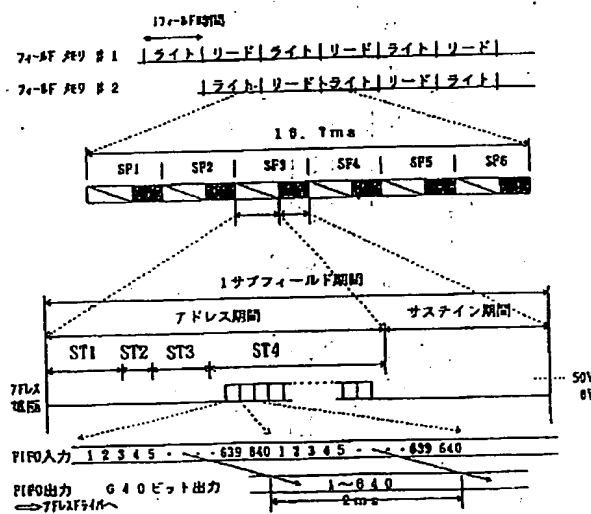 1フィールド時間
フィールド メモリ #1 ライト リード ライト リード ライト リード
フィールド メモリ #2 ライト リード ライト リード ライト
16.7ms
SF1 SF2 SF3 SF4 SF5 SF6
1サブフィールド期間
アドレス期間 サステイン期間
ST1 ST2 ST3 ST4
アドレス
50V
0V
FIFO入力 1 2 3 4 5 ・ ・ ・ 639 640 1 2 3 4 5 ・ ・ ・ 639 640
FIFO出力 640ビット出力 1〜640
⇨アドレスドライバへ 2ms